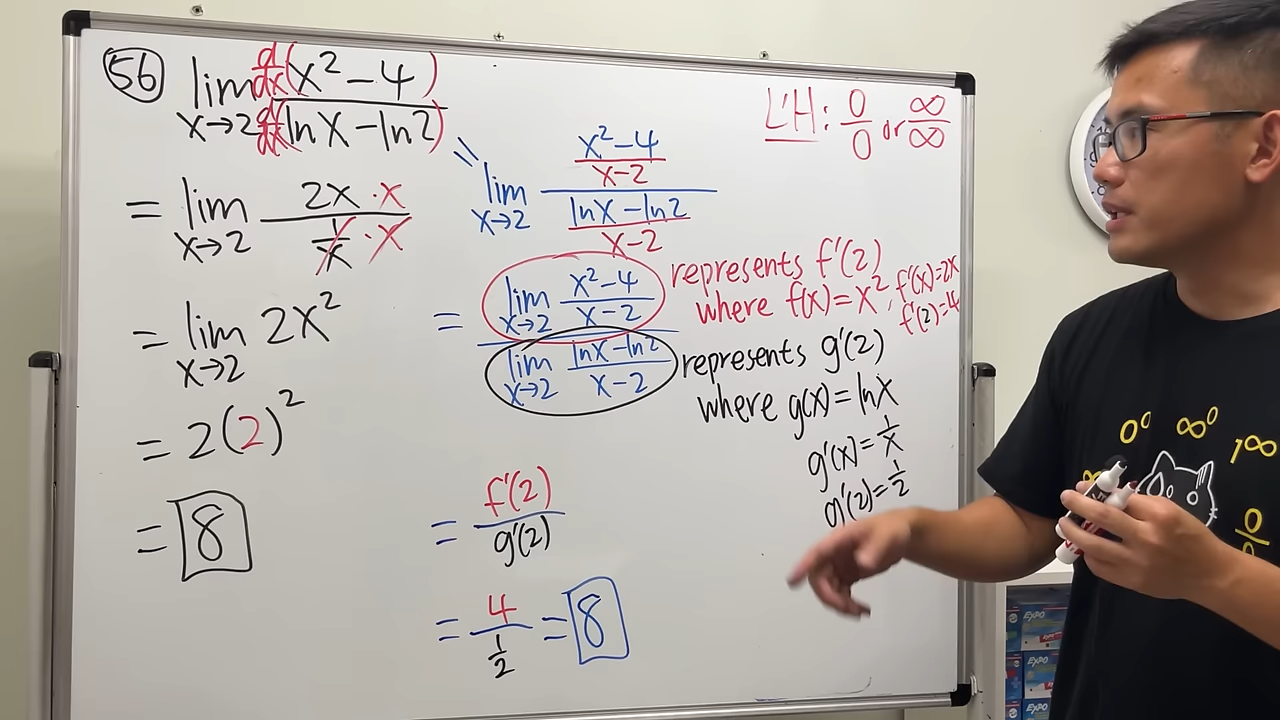 56 lim x→2 d/dx(x² - 4) / d/dx(ln x - ln 2)
= lim x→2 2x · x / (1/x · x)
= lim x→2 2x²
= 2(2)²
= 8
= lim x→2 ((x² - 4)/(x - 2)) / ((ln x - ln 2)/(x - 2))
= (lim x→2 (x² - 4)/(x - 2)) / (lim x→2 (ln x - ln 2)/(x - 2))
= f'(2)/g'(2)
= 4/(1/2) = 8
L'H: 0/0 or ∞/∞
represents f'(2)
where f(x) = x², f'(x) = 2x
f'(2) = 4
represents g'(2)
where g(x) = ln x
g'(x) = 1/x
g'(2) = 1/2
0⁰ ∞⁰ 1^∞
EXPO
EXPO
EXPO